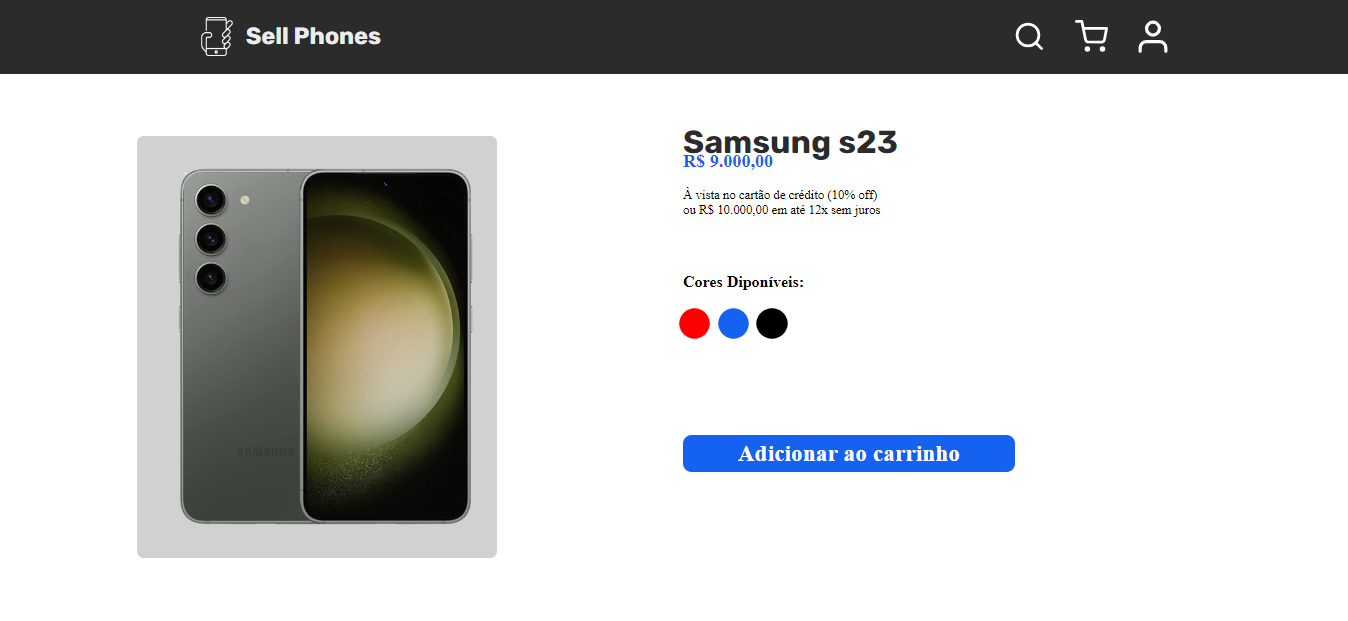 Sell Phones
Samsung s23
R$ 9.000,00
À vista no cartão de crédito (10% off)
ou R$ 10.000,00 em até 12x sem juros
Cores Diponíveis:
Adicionar ao carrinho
SAMSUNG